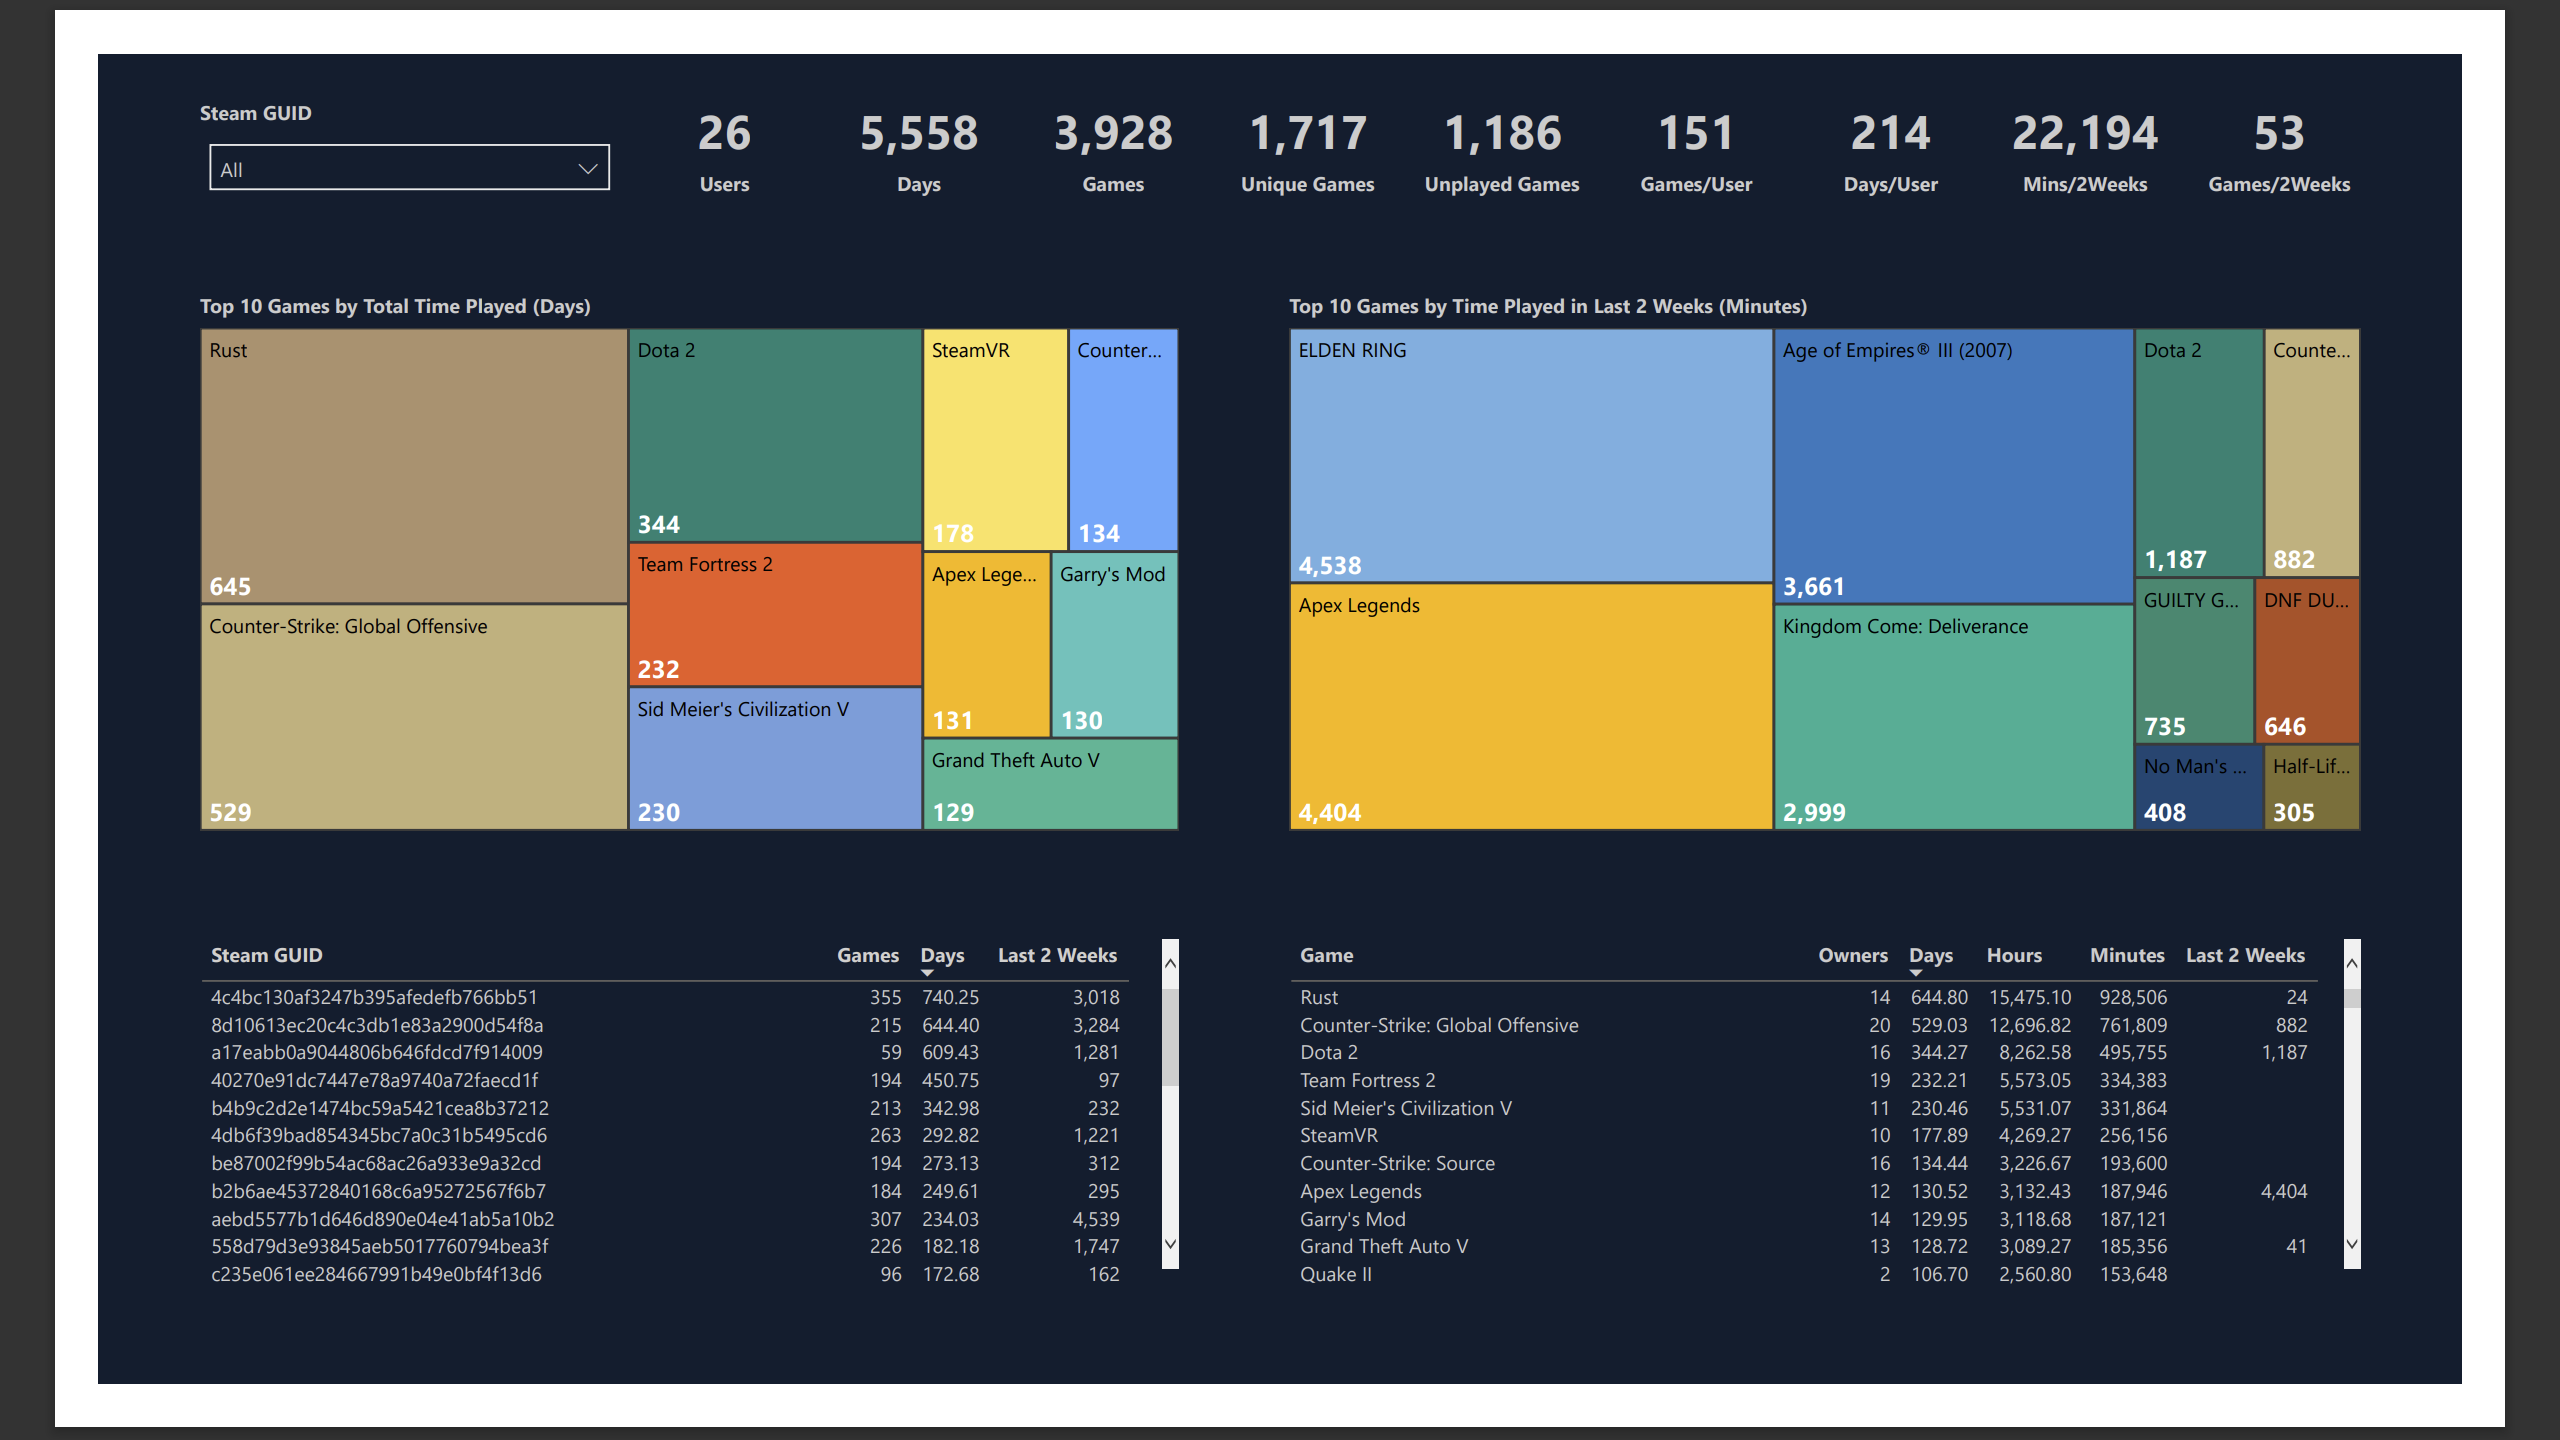 Steam GUID
All
26 5,558 3,928 1,717 1,186 151 214 22,194 53
Users Days Games Unique Games Unplayed Games Games/User Days/User Mins/2Weeks Games/2Weeks
Top 10 Games by Total Time Played (Days)
Rust
645
Counter-Strike: Global Offensive
529
Dota 2
344
Team Fortress 2
232
Sid Meier's Civilization V
230
SteamVR
178
Counter...
134
Apex Lege...
131
Garry's Mod
130
Grand Theft Auto V
129
Top 10 Games by Time Played in Last 2 Weeks (Minutes)
ELDEN RING
4,538
Apex Legends
4,404
Age of Empires® III (2007)
3,661
Kingdom Come: Deliverance
2,999
Dota 2
1,187
Counte...
882
GUILTY G...
735
DNF DU...
646
No Man's ...
408
Half-Lif...
305
Steam GUID Games Days Last 2 Weeks
4c4bc130af3247b395afedefb766bb51 355 740.25 3,018
8d10613ec20c4c3db1e83a2900d54f8a 215 644.40 3,284
a17eabb0a9044806b646fdcd7f914009 59 609.43 1,281
40270e91dc7447e78a9740a72faecd1f 194 450.75 97
b4b9c2d2e1474bc59a5421cea8b37212 213 342.98 232
4db6f39bad854345bc7a0c31b5495cd6 263 292.82 1,221
be87002f99b54ac68ac26a933e9a32cd 194 273.13 312
b2b6ae45372840168c6a95272567f6b7 184 249.61 295
aebd5577b1d646d890e04e41ab5a10b2 307 234.03 4,539
558d79d3e93845aeb5017760794bea3f 226 182.18 1,747
c235e061ee284667991b49e0bf4f13d6 96 172.68 162
Game Owners Days Hours Minutes Last 2 Weeks
Rust 14 644.80 15,475.10 928,506 24
Counter-Strike: Global Offensive 20 529.03 12,696.82 761,809 882
Dota 2 16 344.27 8,262.58 495,755 1,187
Team Fortress 2 19 232.21 5,573.05 334,383
Sid Meier's Civilization V 11 230.46 5,531.07 331,864
SteamVR 10 177.89 4,269.27 256,156
Counter-Strike: Source 16 134.44 3,226.67 193,600
Apex Legends 12 130.52 3,132.43 187,946 4,404
Garry's Mod 14 129.95 3,118.68 187,121
Grand Theft Auto V 13 128.72 3,089.27 185,356 41
Quake II 2 106.70 2,560.80 153,648